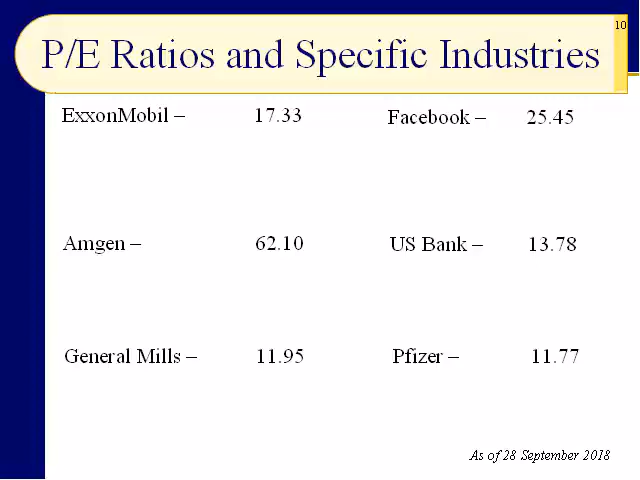 10
P/E Ratios and Specific Industries
ExxonMobil – 17.33 Facebook – 25.45
Amgen – 62.10 US Bank – 13.78
General Mills – 11.95 Pfizer – 11.77
As of 28 September 2018